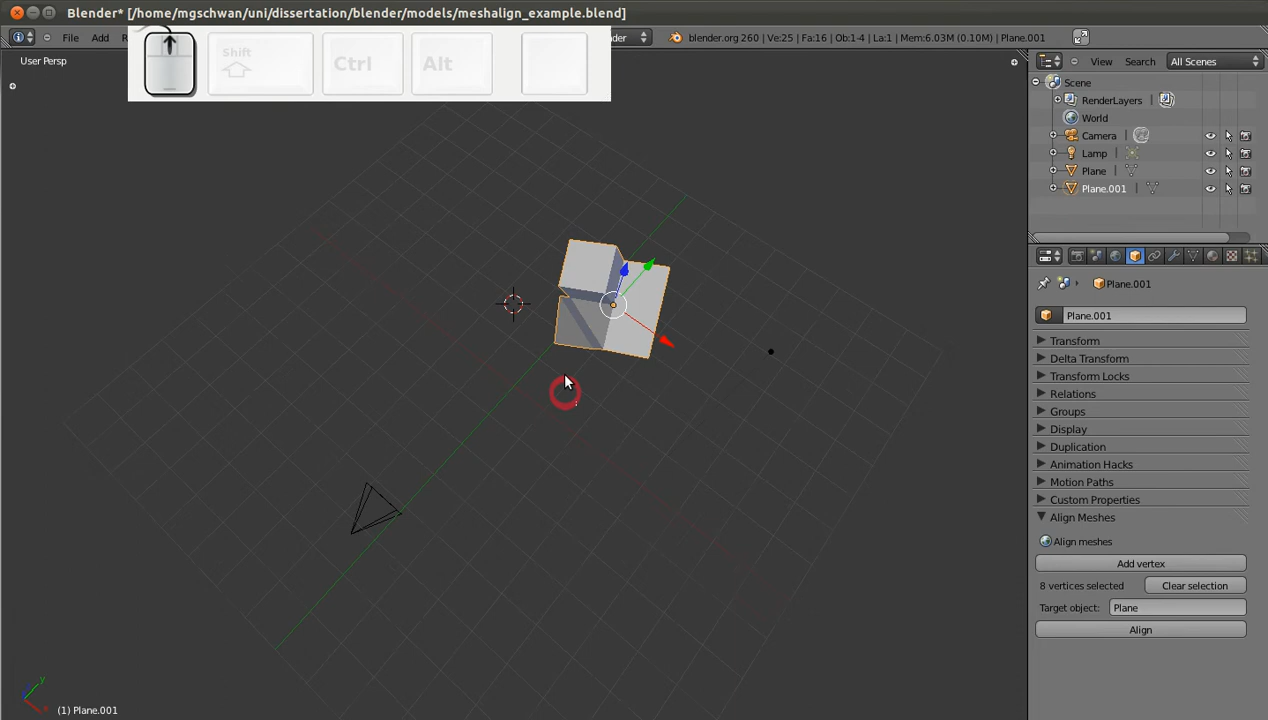 Blender* [/home/mgschwan/uni/dissertation/blender/models/meshalign_example.blend]
File Add der blender.org 260 | Ve:25 | Fa:16 | Ob:1-4 | La:1 | Mem:6.03M (0.10M) | Plane.001
Shift
Ctrl
Alt
View Search All Scenes
User Persp
Scene
RenderLayers
World
Camera
Lamp
Plane
Plane.001
Plane.001
Plane.001
Transform
Delta Transform
Transform Locks
Relations
Groups
Display
Duplication
Animation Hacks
Motion Paths
Custom Properties
Align Meshes
Align meshes
Add vertex
8 vertices selected Clear selection
Target object: Plane
Align
y
x
(1) Plane.001